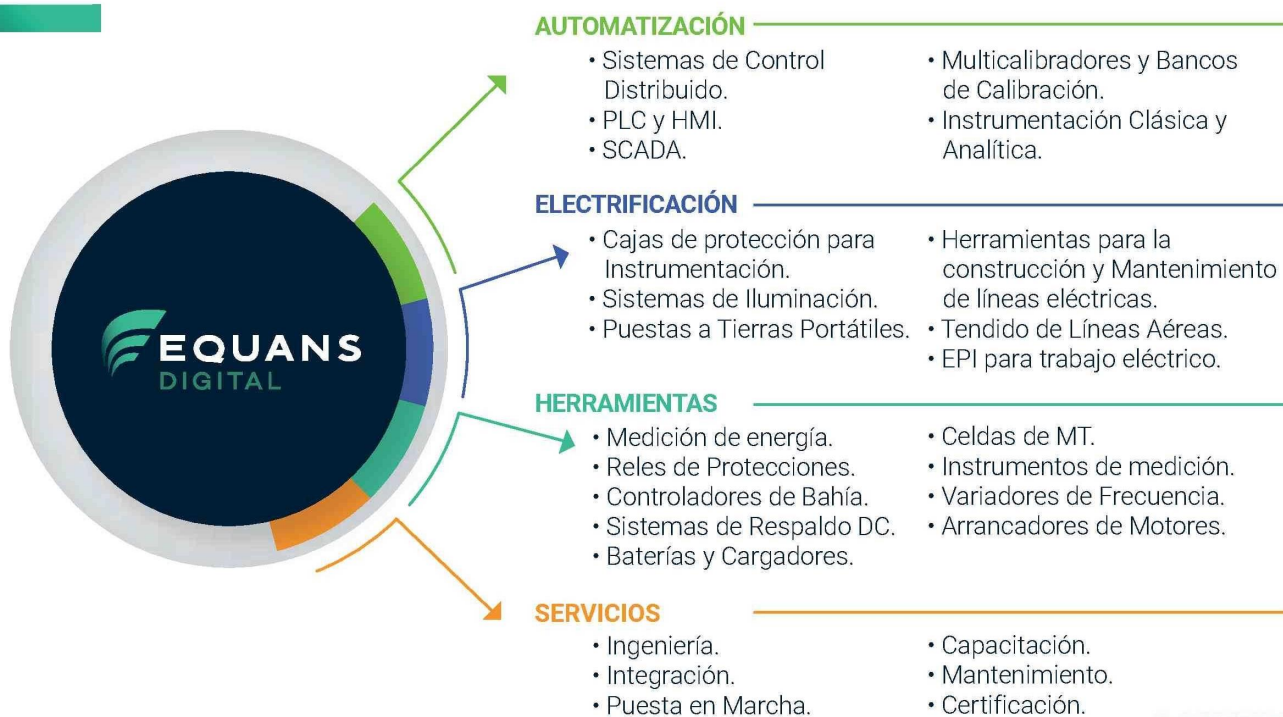 EQUANS
DIGITAL
AUTOMATIZACIÓN
• Sistemas de Control
Distribuido.
• PLC y HMI.
• SCADA.
• Multicalibradores y Bancos
de Calibración.
• Instrumentación Clásica y
Analítica.
ELECTRIFICACIÓN
• Cajas de protección para
Instrumentación.
• Sistemas de Iluminación.
• Puestas a Tierras Portátiles.
• Herramientas para la
construcción y Mantenimiento
de líneas eléctricas.
• Tendido de Líneas Aéreas.
• EPI para trabajo eléctrico.
HERRAMIENTAS
• Medición de energía.
• Reles de Protecciones.
• Controladores de Bahía.
• Sistemas de Respaldo DC.
• Baterías y Cargadores.
• Celdas de MT.
• Instrumentos de medición.
• Variadores de Frecuencia.
• Arrancadores de Motores.
SERVICIOS
• Ingeniería.
• Integración.
• Puesta en Marcha.
• Capacitación.
• Mantenimiento.
• Certificación.